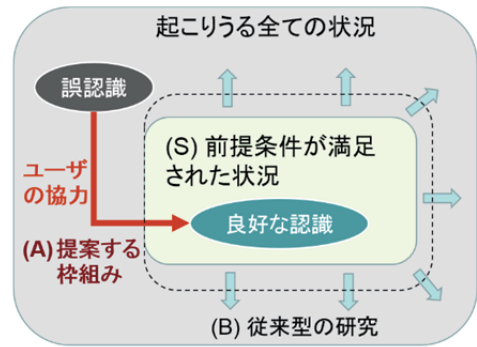 起こりうる全ての状況
誤認識
(S) 前提条件が満足
された状況
ユーザ
の協力
良好な認識
(A) 提案する
枠組み
(B) 従来型の研究